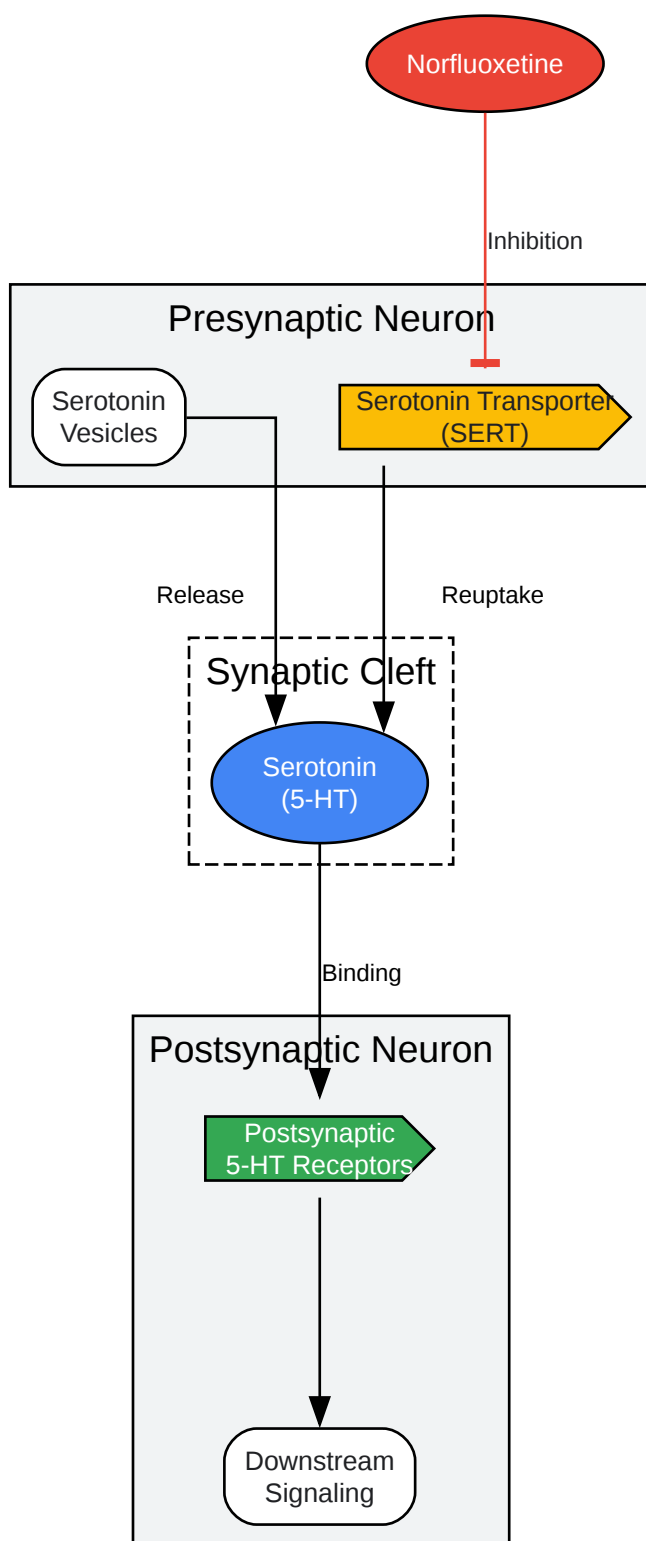 Norfluoxetine
Inhibition
Presynaptic Neuron
Serotonin
Vesicles
Serotonin Transporter
(SERT)
Release
Reuptake
Synaptic Cleft
Serotonin
(5-HT)
Binding
Postsynaptic Neuron
Postsynaptic
5-HT Receptors
Downstream
Signaling